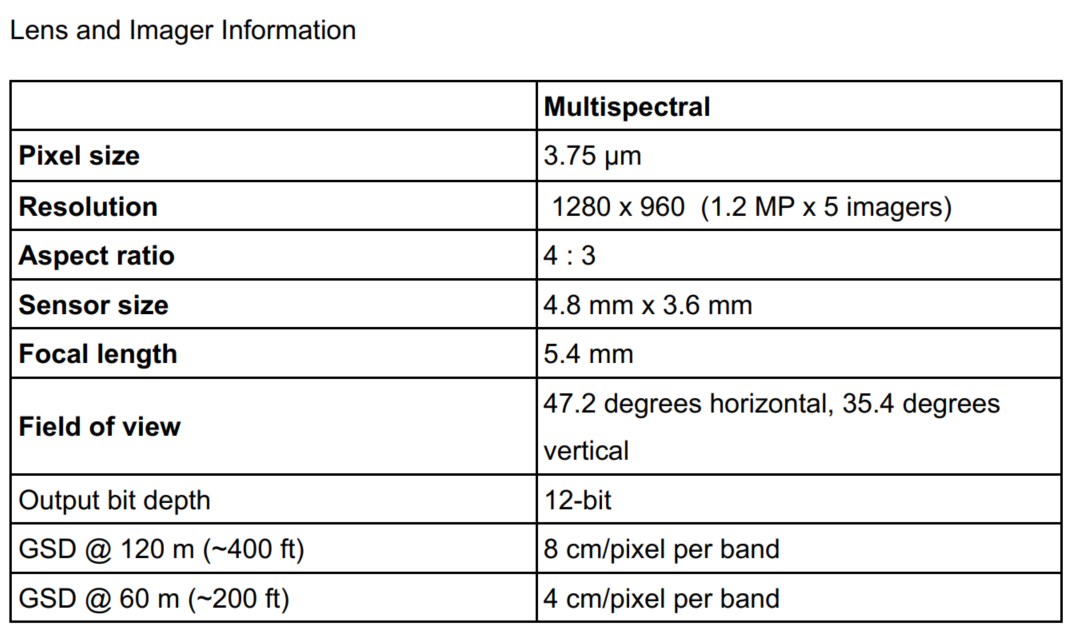 Lens and Imager Information
Multispectral
Pixel size 3.75 µm
Resolution 1280 x 960 (1.2 MP x 5 imagers)
Aspect ratio 4 : 3
Sensor size 4.8 mm x 3.6 mm
Focal length 5.4 mm
Field of view 47.2 degrees horizontal, 35.4 degrees
vertical
Output bit depth 12-bit
GSD @ 120 m (~400 ft) 8 cm/pixel per band
GSD @ 60 m (~200 ft) 4 cm/pixel per band